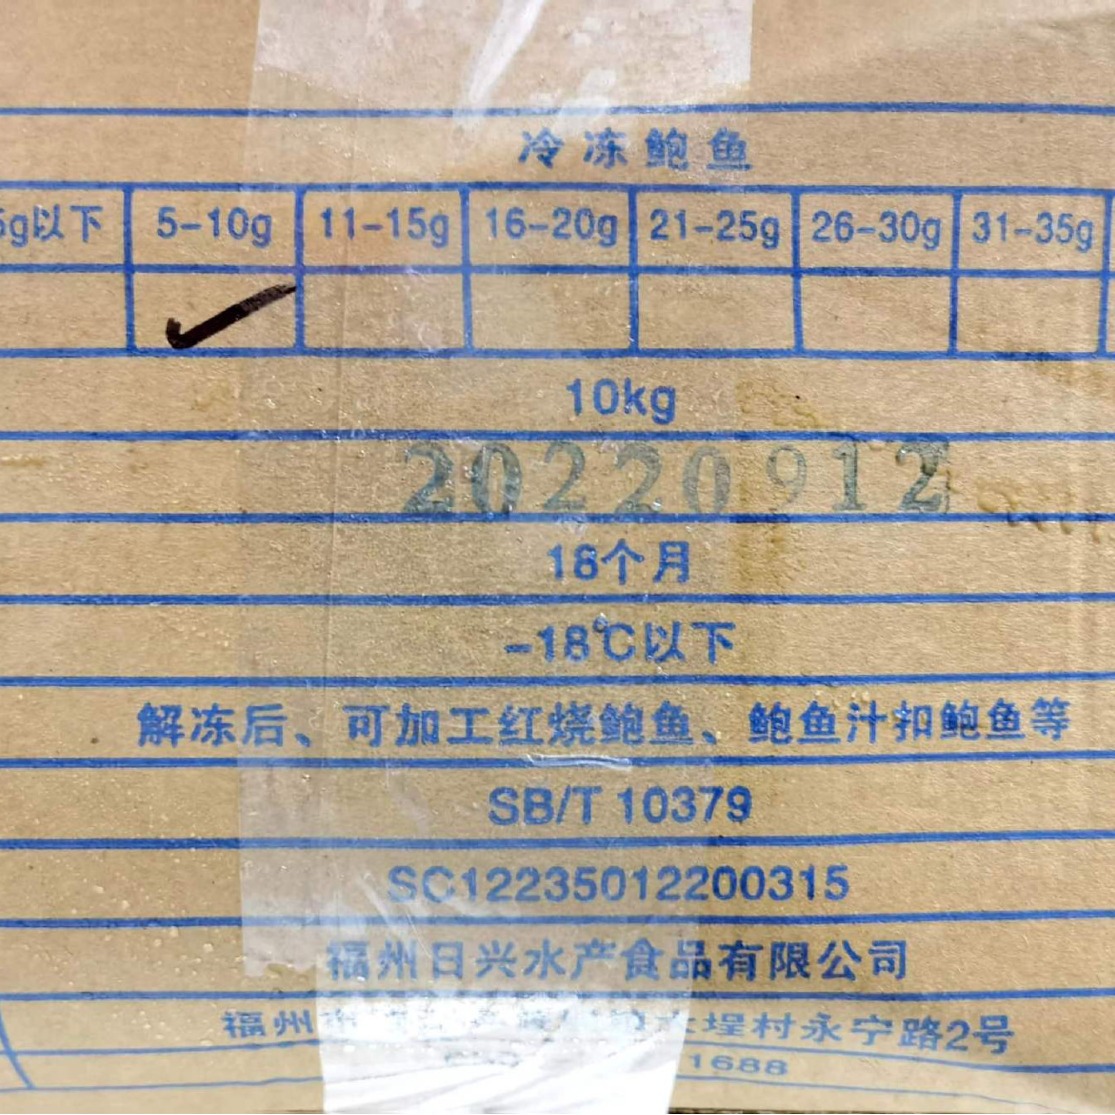 冷冻鲍鱼
5g以下 5-10g 11-15g 16-20g 21-25g 26-30g 31-35g
10kg
20220912
18个月
-18℃以下
解冻后、可加工红烧鲍鱼、鲍鱼汁扣鲍鱼等
SB/T 10379
SC12235012200315
福州日兴水产食品有限公司
福州 埕村永宁路2号
1688